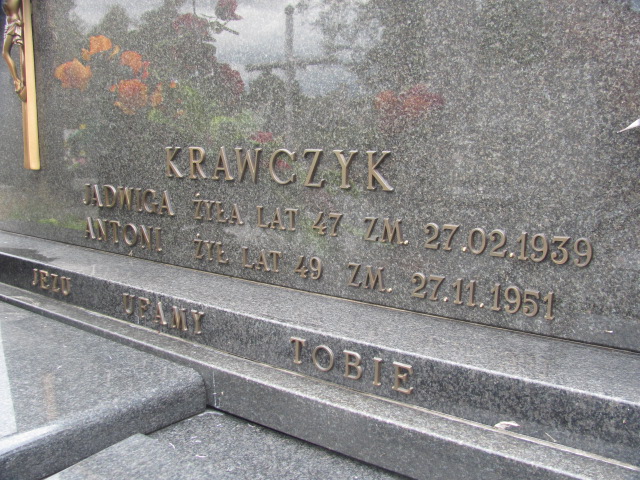 KRAWCZYK
JADWIGA ŻYŁA LAT 47 ZM. 27.02.1939
ANTONI ŻYŁ LAT 49 ZM. 27.11.1951
JEZU UFAMY TOBIE